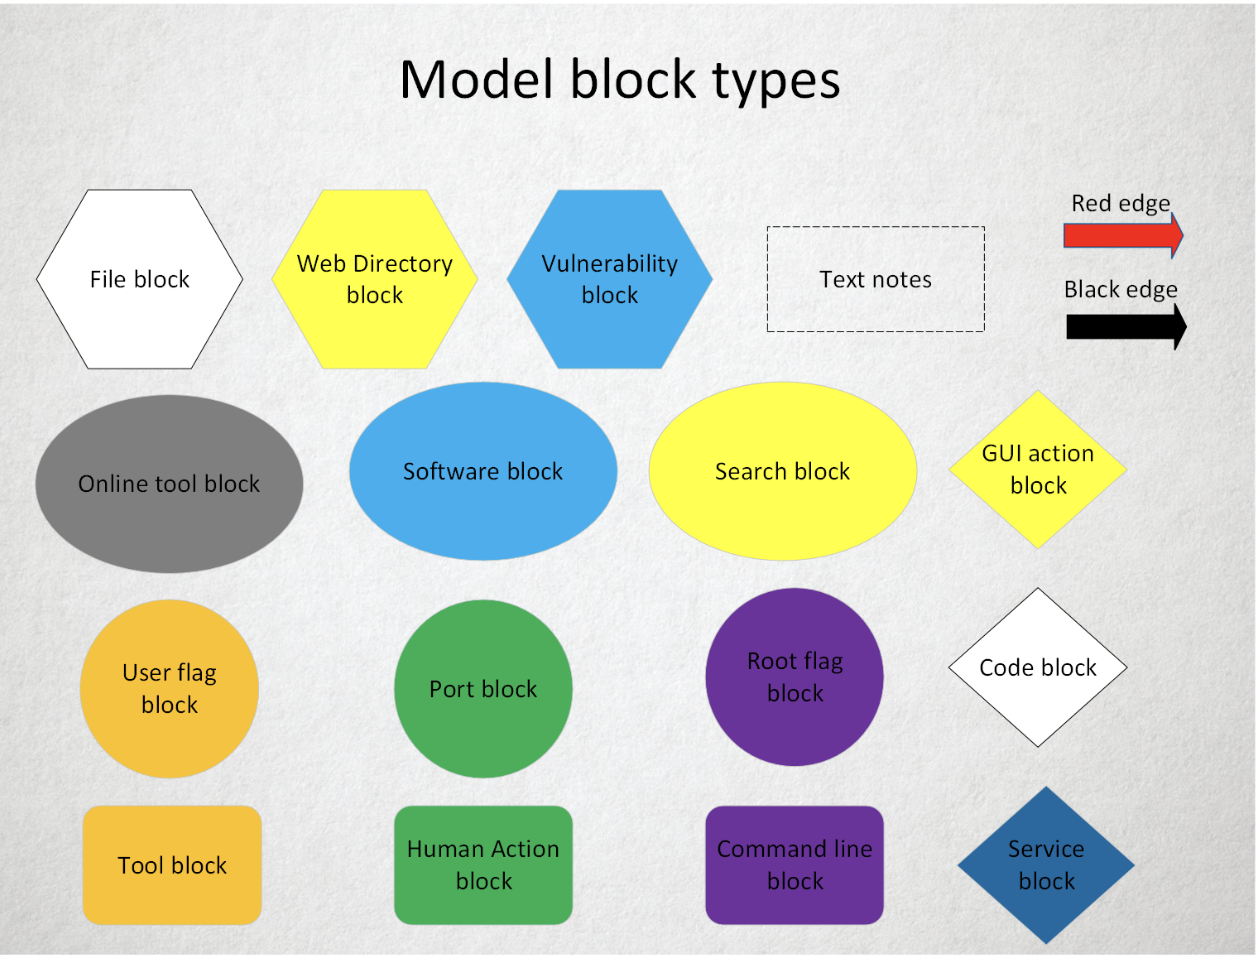 Model block types
File block
Web Directory
block
Vulnerability
block
Text notes
Red edge
Black edge
Online tool block
Software block
Search block
GUI action
block
User flag
block
Port block
Root flag
block
Code block
Tool block
Human Action
block
Command line
block
Service
block